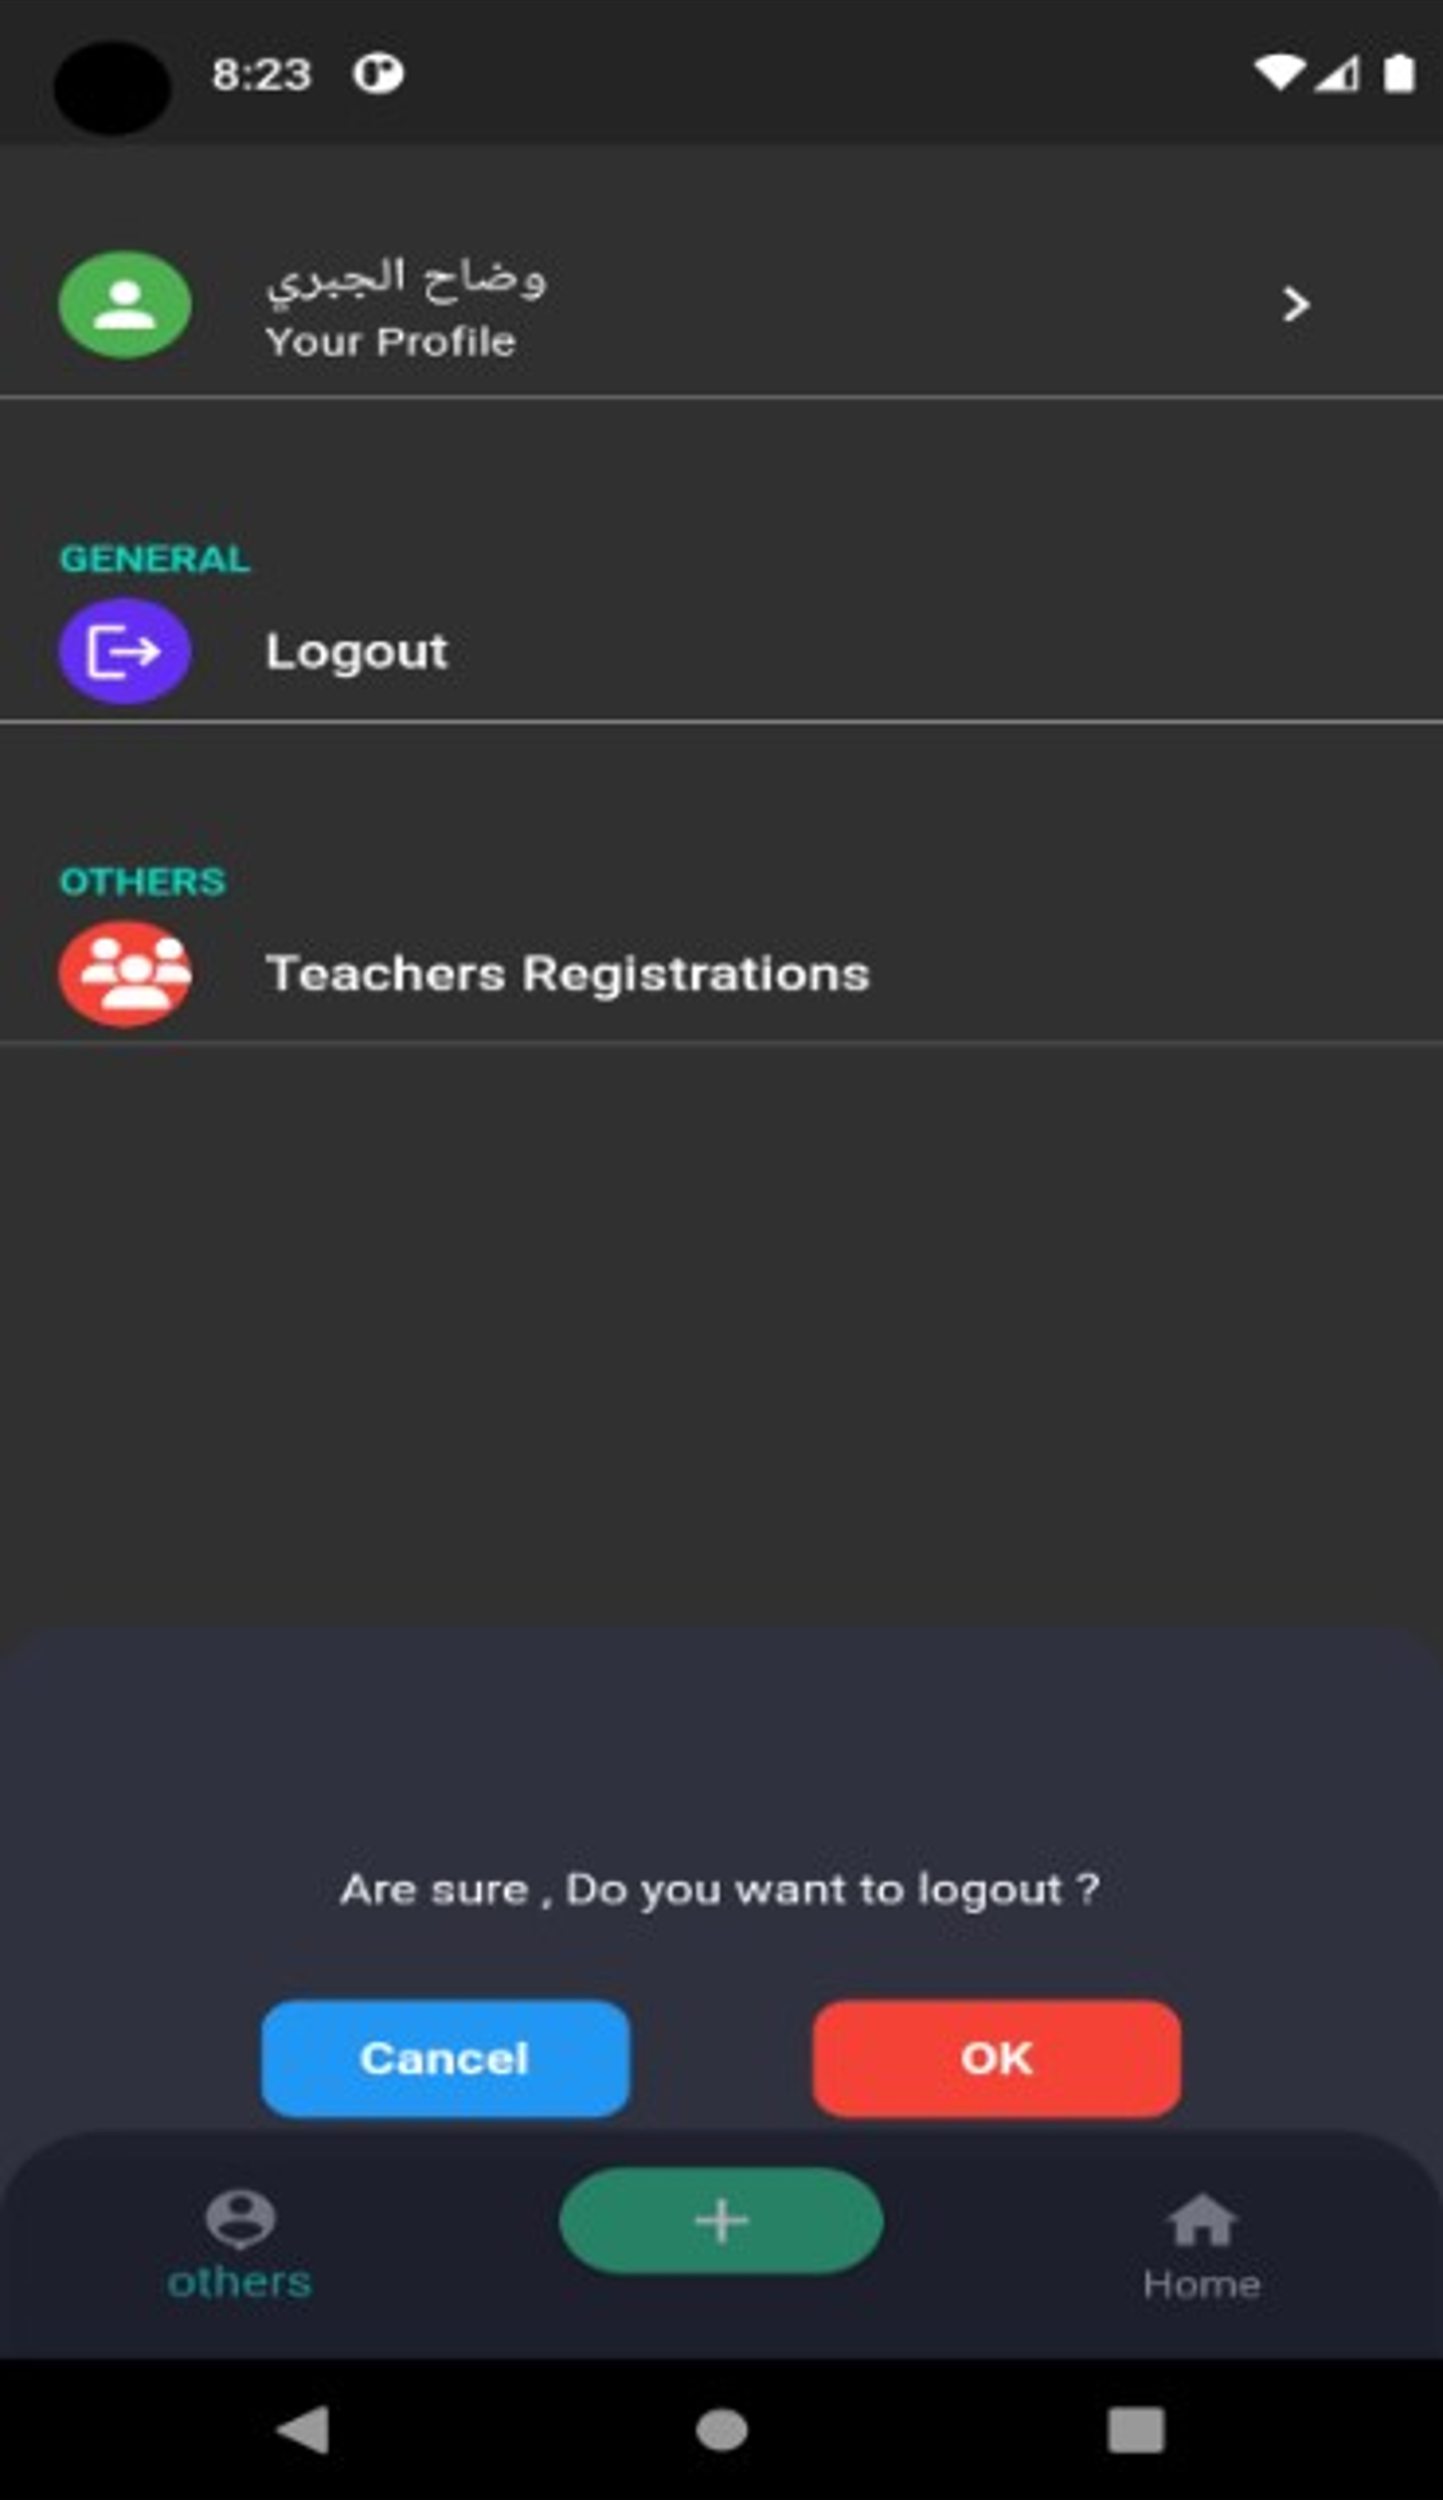 8:23
وضاح الجبري
Your Profile
GENERAL
Logout
OTHERS
Teachers Registrations
Are sure , Do you want to logout ?
Cancel
OK
others
Home